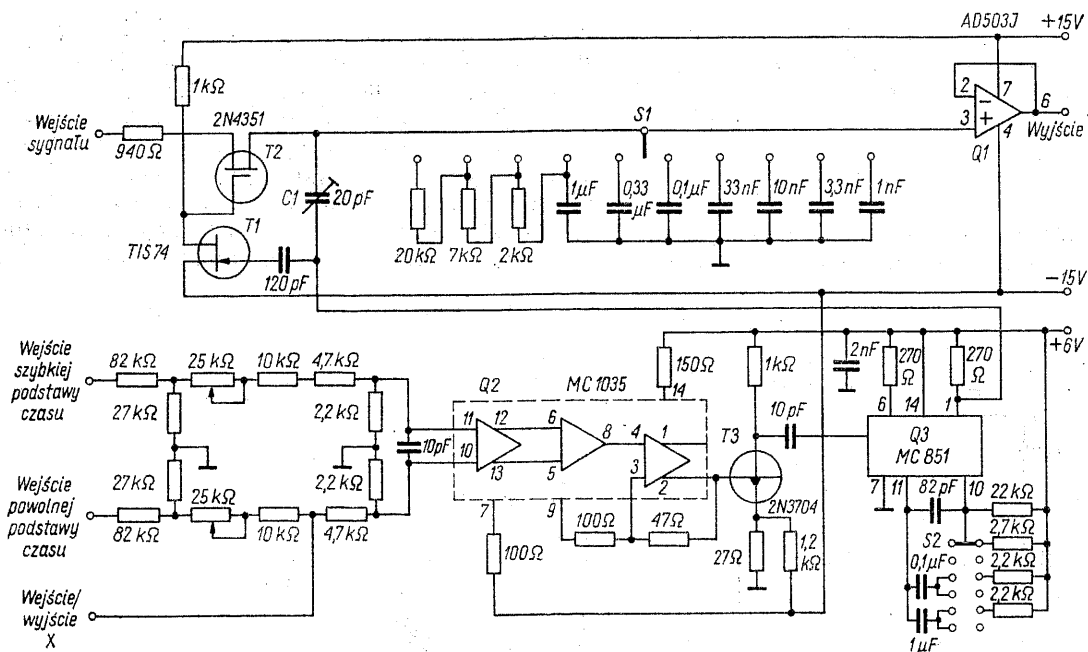 AD503J
+15V
1kΩ
2
7
6
3
4
Wyjście
Q1
Wejście
sygnału
940Ω
2N4351
T2
S1
C1
20pF
1μF
0,33
μF
0,1μF
33nF
10nF
3,3nF
1nF
T1
TIS74
120pF
20kΩ
7kΩ
2kΩ
−15V
+6V
Wejście
szybkiej
podstawy
czasu
82kΩ
25kΩ
10kΩ
4,7kΩ
27kΩ
2,2kΩ
10pF
27kΩ
2,2kΩ
Wejście
powolnej
podstawy
czasu
82kΩ
25kΩ
10kΩ
4,7kΩ
Wejście/
wyjście
X
Q2
MC1035
150Ω
14
11
12
10
13
6
5
8
4
1
3
2
7
9
100Ω
100Ω
47Ω
1kΩ
10pF
T3
2N3704
27Ω
1,2
kΩ
2nF
270
Ω
270
Ω
6
14
1
Q3
MC851
7
11
10
82pF
22kΩ
S2
2,7kΩ
0,1μF
2,2kΩ
2,2kΩ
1μF